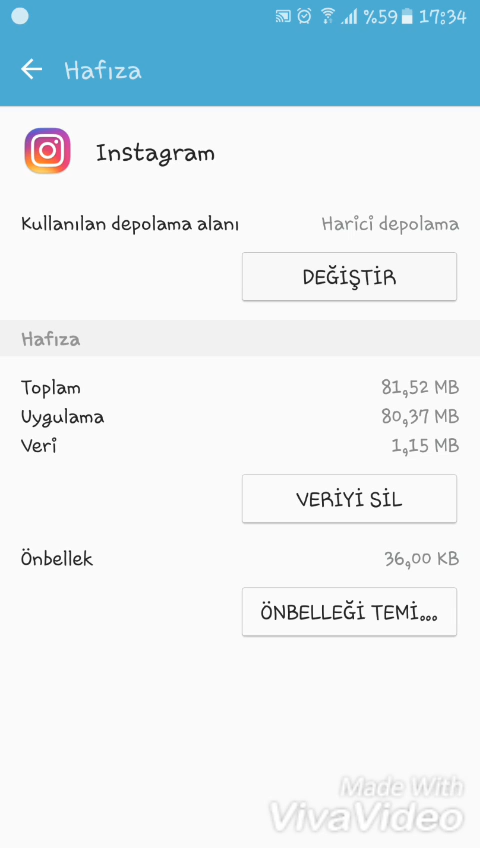 %59 17:34
Hafıza
Instagram
Kullanılan depolama alanı Harici depolama
DEĞİŞTİR
Hafıza
Toplam 81,52 MB
Uygulama 80,37 MB
Veri 1,15 MB
VERİYİ SİL
Önbellek 36,00 KB
ÖNBELLEĞİ TEMİ...
Made With
VivaVideo